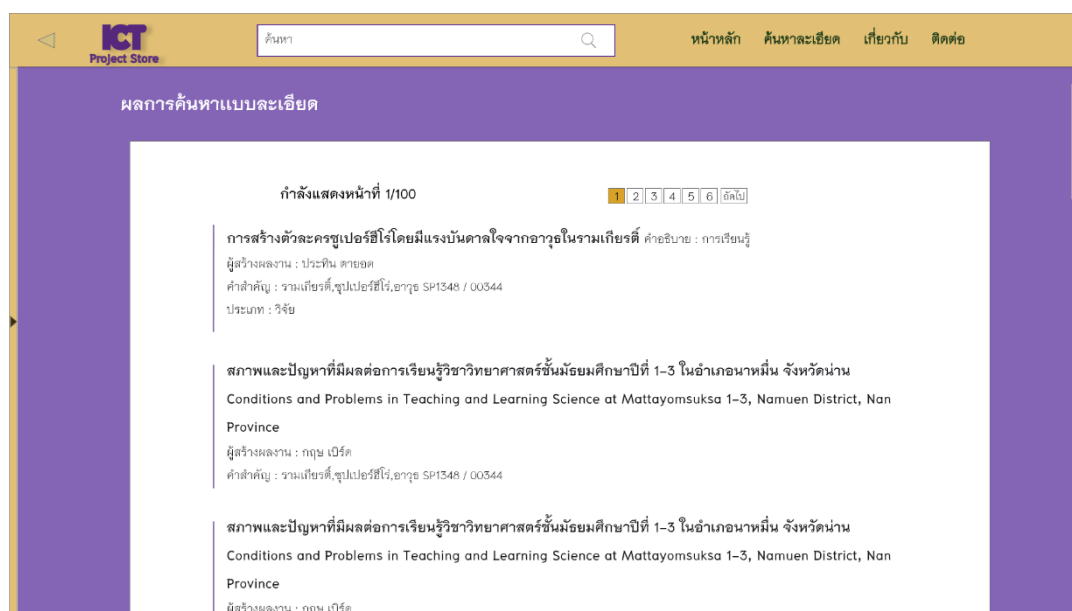 ICT
Project Store
ค้นหา
หน้าหลัก ค้นหาละเอียด เกี่ยวกับ ติดต่อ
ผลการค้นหาแบบละเอียด
กำลังแสดงหน้าที่ 1/100
1 2 3 4 5 6 ถัดไป
การสร้างตัวละครซูเปอร์ฮีโร่โดยมีแรงบันดาลใจจากอาวุธในรามเกียรติ์ คำอธิบาย : การเรียนรู้
ผู้สร้างผลงาน : ประทิน ตายอด
คำสำคัญ : รามเกียรติ์,ซุปเปอร์ฮีโร่,อาวุธ SP1348 / 00344
ประเภท : วิจัย
สภาพและปัญหาที่มีผลต่อการเรียนรู้วิชาวิทยาศาสตร์ชั้นมัธยมศึกษาปีที่ 1-3 ในอำเภอนาหมื่น จังหวัดน่าน
Conditions and Problems in Teaching and Learning Science at Mattayomsuksa 1-3, Namuen District, Nan
Province
ผู้สร้างผลงาน : กฤษ เบิร์ด
คำสำคัญ : รามเกียรติ์,ซุปเปอร์ฮีโร่,อาวุธ SP1348 / 00344
สภาพและปัญหาที่มีผลต่อการเรียนรู้วิชาวิทยาศาสตร์ชั้นมัธยมศึกษาปีที่ 1-3 ในอำเภอนาหมื่น จังหวัดน่าน
Conditions and Problems in Teaching and Learning Science at Mattayomsuksa 1-3, Namuen District, Nan
Province
ผู้สร้างผลงาน : กฤษ เบิร์ด